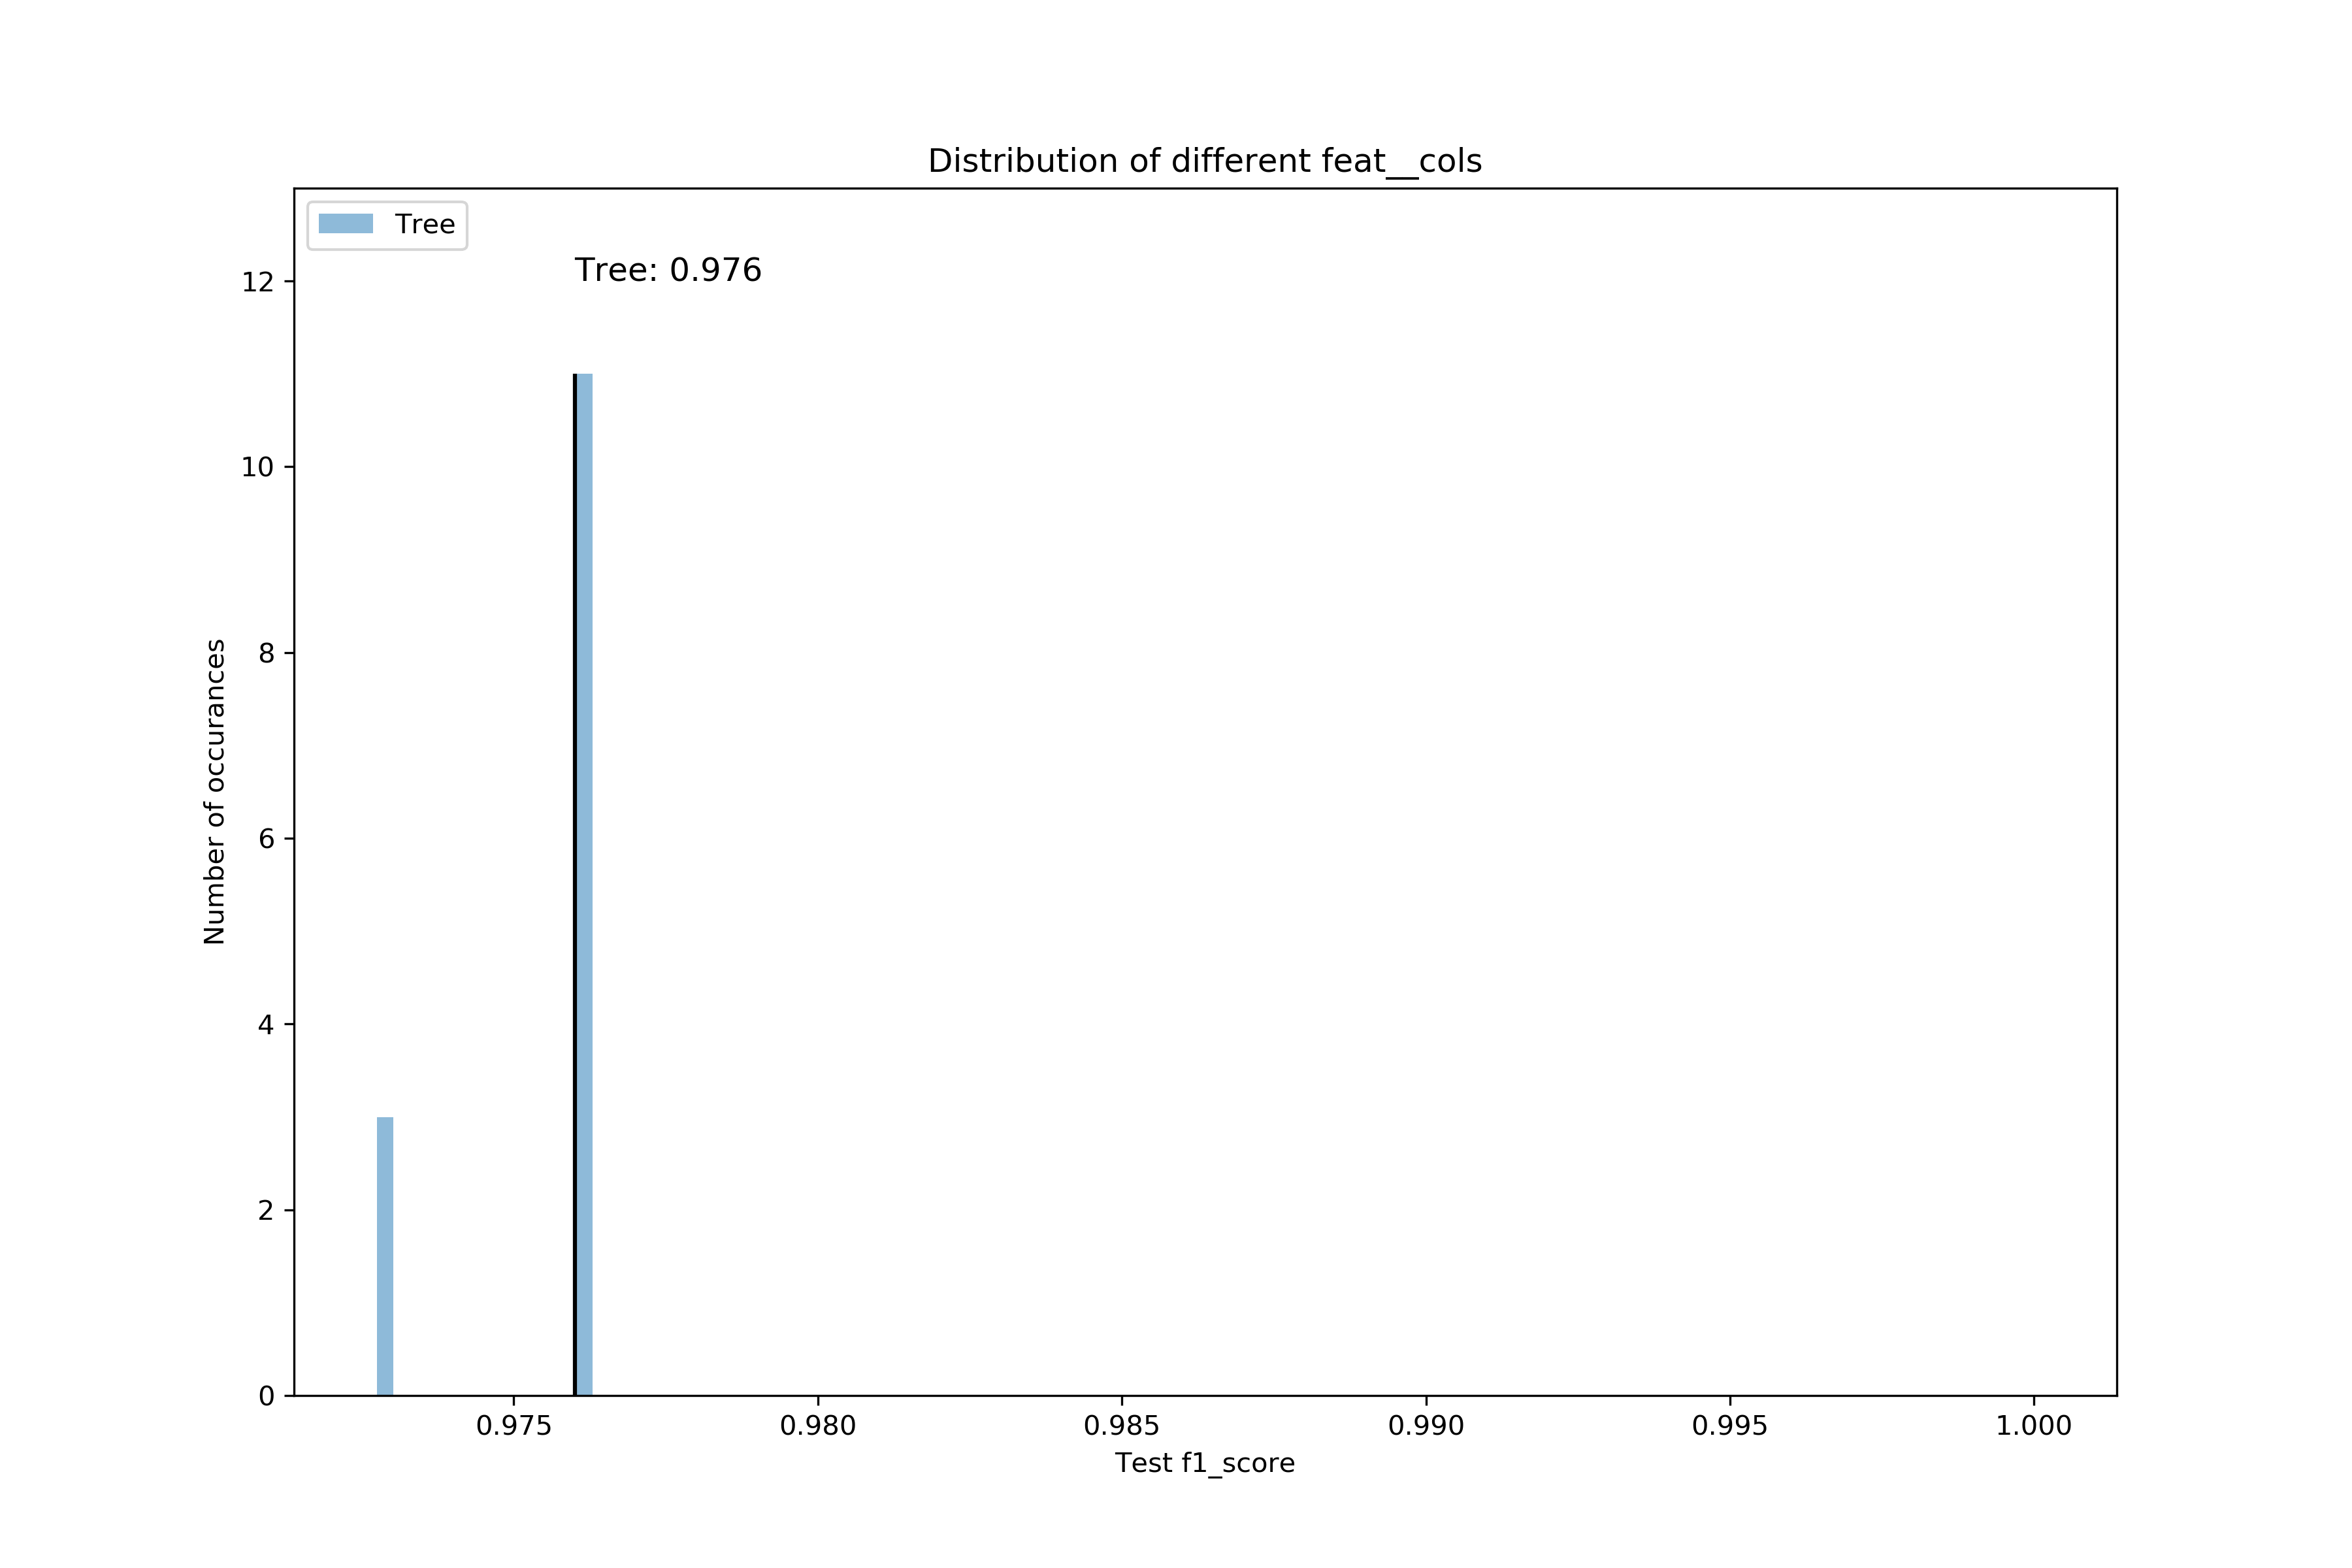 Distribution of different feat__cols
Tree
Tree: 0.976
12
10
8
6
4
2
0
Number of occurances
0.975 0.980 0.985 0.990 0.995 1.000
Test f1_score